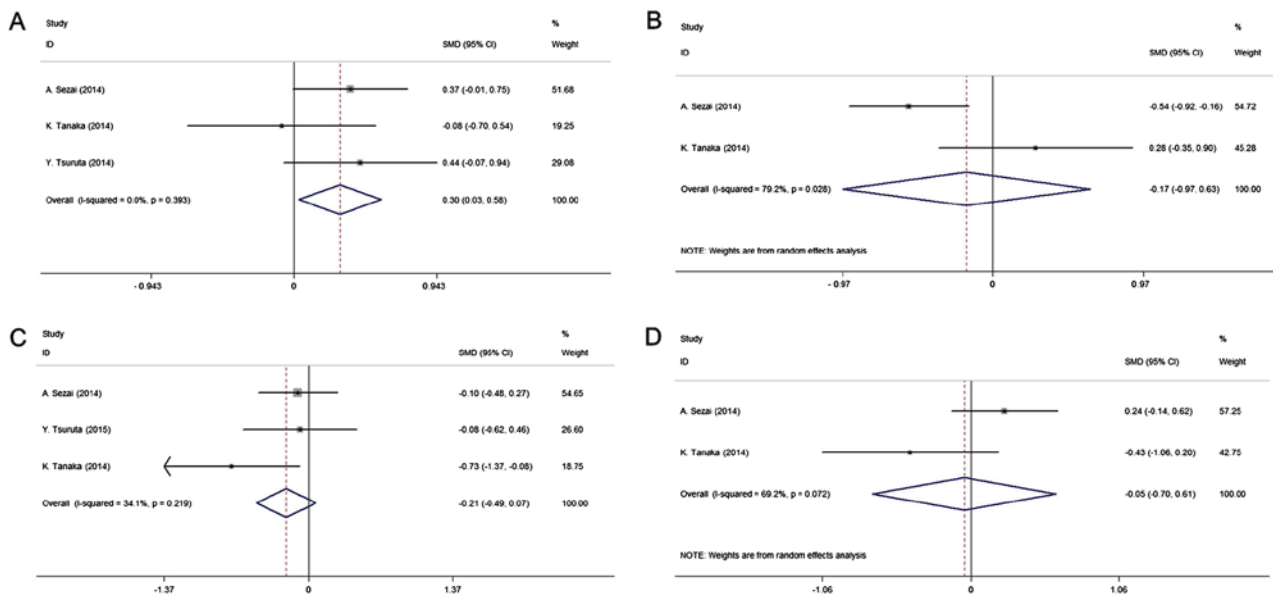 A
Study %
ID SMD (95% CI) Weight
A. Sezai (2014) 0.37 (-0.01, 0.75) 51.68
K. Tanaka (2014) -0.08 (-0.70, 0.54) 19.25
Y. Tsuruta (2014) 0.44 (-0.07, 0.94) 29.08
Overall (I-squared = 0.0%, p = 0.393) 0.30 (0.03, 0.58) 100.00
-0.943 0 0.943
B
Study %
ID SMD (95% CI) Weight
A. Sezai (2014) -0.54 (-0.92, -0.16) 54.72
K. Tanaka (2014) 0.28 (-0.35, 0.90) 45.28
Overall (I-squared = 79.2%, p = 0.028) -0.17 (-0.97, 0.63) 100.00
NOTE: Weights are from random effects analysis
-0.97 0 0.97
C
Study %
ID SMD (95% CI) Weight
A. Sezai (2014) -0.10 (-0.48, 0.27) 54.65
Y. Tsuruta (2015) -0.08 (-0.62, 0.46) 26.60
K. Tanaka (2014) -0.73 (-1.37, -0.08) 18.75
Overall (I-squared = 34.1%, p = 0.219) -0.21 (-0.49, 0.07) 100.00
-1.37 0 1.37
D
Study %
ID SMD (95% CI) Weight
A. Sezai (2014) 0.24 (-0.14, 0.62) 57.25
K. Tanaka (2014) -0.43 (-1.06, 0.20) 42.75
Overall (I-squared = 69.2%, p = 0.072) -0.05 (-0.70, 0.61) 100.00
NOTE: Weights are from random effects analysis
-1.06 0 1.06